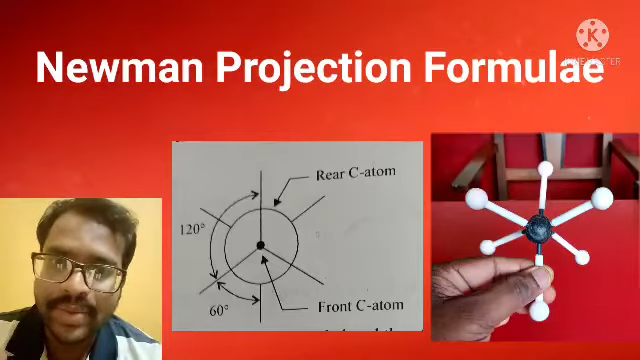 K
Newman Projection Formulae
Rear C-atom
120°
Front C-atom
60°